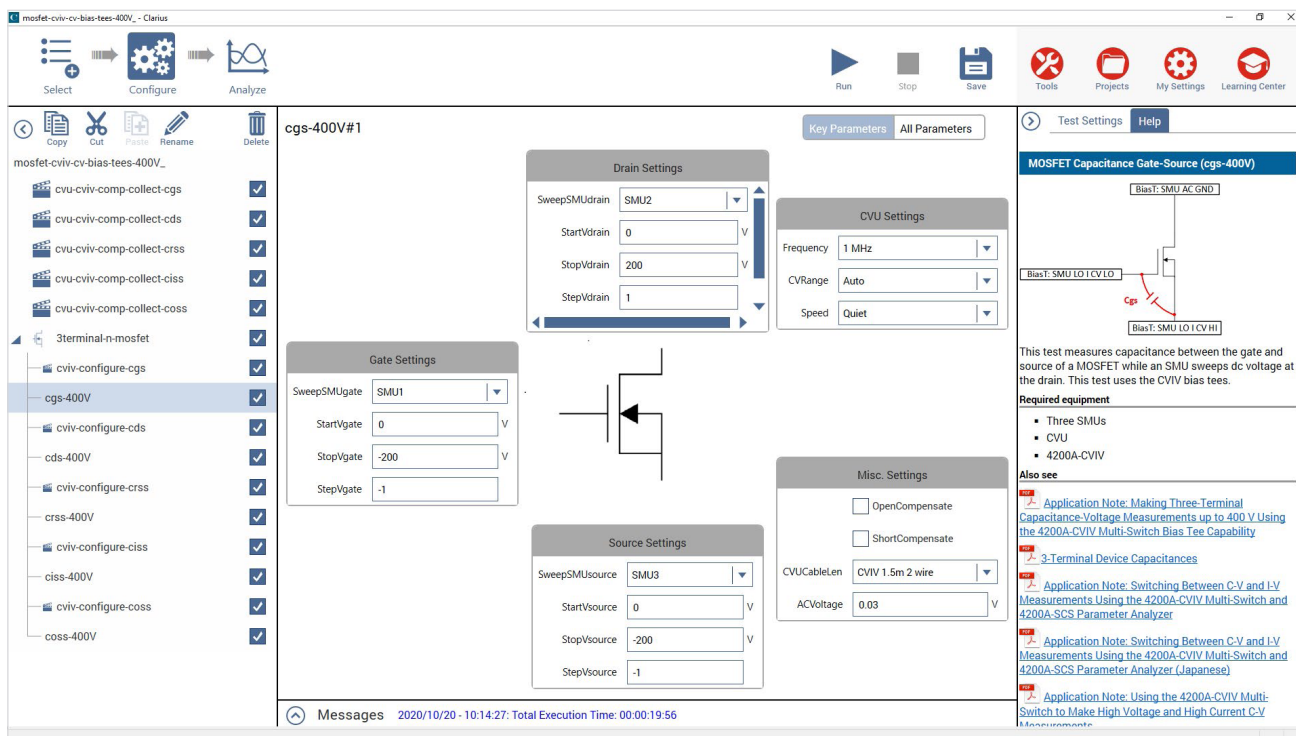 mosfet-cviv-cv-bias-tees-400V_ - Clarius
Select
Configure
Analyze
Run
Stop
Save
Tools
Projects
My Settings
Learning Center
Copy
Cut
Paste
Rename
Delete
mosfet-cviv-cv-bias-tees-400V_
cvu-cviv-comp-collect-cgs
cvu-cviv-comp-collect-cds
cvu-cviv-comp-collect-crss
cvu-cviv-comp-collect-ciss
cvu-cviv-comp-collect-coss
3terminal-n-mosfet
cviv-configure-cgs
cgs-400V
cviv-configure-cds
cds-400V
cviv-configure-crss
crss-400V
cviv-configure-ciss
ciss-400V
cviv-configure-coss
coss-400V
cgs-400V#1
Key Parameters
All Parameters
Drain Settings
SweepSMUdrain SMU2
StartVdrain 0 V
StopVdrain 200 V
StepVdrain 1
CVU Settings
Frequency 1 MHz
CVRange Auto
Speed Quiet
Gate Settings
SweepSMUgate SMU1
StartVgate 0 V
StopVgate -200 V
StepVgate -1
Source Settings
SweepSMUsource SMU3
StartVsource 0 V
StopVsource -200 V
StepVsource -1
Misc. Settings
OpenCompensate
ShortCompensate
CVUCableLen CVIV 1.5m 2 wire
ACVoltage 0.03 V
Messages 2020/10/20 - 10:14:27: Total Execution Time: 00:00:19:56
Test Settings
Help
MOSFET Capacitance Gate-Source (cgs-400V)
BiasT: SMU AC GND
BiasT: SMU LO I CV LO
Cgs
BiasT: SMU LO I CV HI
This test measures capacitance between the gate and
source of a MOSFET while an SMU sweeps dc voltage at
the drain. This test uses the CVIV bias tees.
Required equipment
▪ Three SMUs
▪ CVU
▪ 4200A-CVIV
Also see
PDF Application Note: Making Three-Terminal
Capacitance-Voltage Measurements up to 400 V Using
the 4200A-CVIV Multi-Switch Bias Tee Capability
PDF 3-Terminal Device Capacitances
PDF Application Note: Switching Between C-V and I-V
Measurements Using the 4200A-CVIV Multi-Switch and
4200A-SCS Parameter Analyzer
PDF Application Note: Switching Between C-V and I-V
Measurements Using the 4200A-CVIV Multi-Switch and
4200A-SCS Parameter Analyzer (Japanese)
PDF Application Note: Using the 4200A-CVIV Multi-
Switch to Make High Voltage and High Current C-V
Measurements